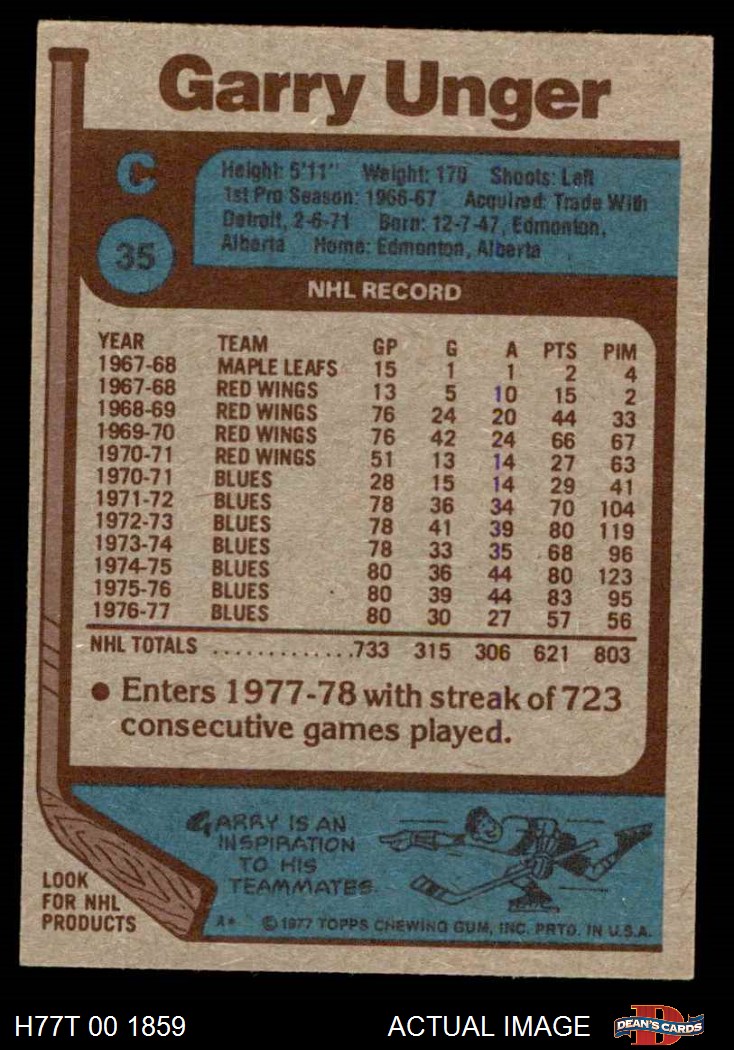 Garry Unger
C
35
Height: 5'11" Weight: 170 Shoots: Left
1st Pro Season: 1966-67 Acquired: Trade With
Detroit, 2-6-71 Born: 12-7-47, Edmonton,
Alberta Home: Edmonton, Alberta
NHL RECORD
YEAR TEAM GP G A PTS PIM
1967-68 MAPLE LEAFS 15 1 1 2 4
1967-68 RED WINGS 13 5 10 15 2
1968-69 RED WINGS 76 24 20 44 33
1969-70 RED WINGS 76 42 24 66 67
1970-71 RED WINGS 51 13 14 27 63
1970-71 BLUES 28 15 14 29 41
1971-72 BLUES 78 36 34 70 104
1972-73 BLUES 78 41 39 80 119
1973-74 BLUES 78 33 35 68 96
1974-75 BLUES 80 36 44 80 123
1975-76 BLUES 80 39 44 83 95
1976-77 BLUES 80 30 27 57 56
NHL TOTALS .............733 315 306 621 803
● Enters 1977-78 with streak of 723
consecutive games played.
GARRY IS AN
INSPIRATION
TO HIS
TEAMMATES.
LOOK
FOR NHL
PRODUCTS
A* © 1977 TOPPS CHEWING GUM, INC. PRTD. IN U.S.A.
H77T 00 1859 ACTUAL IMAGE
D
DEAN'S CARDS